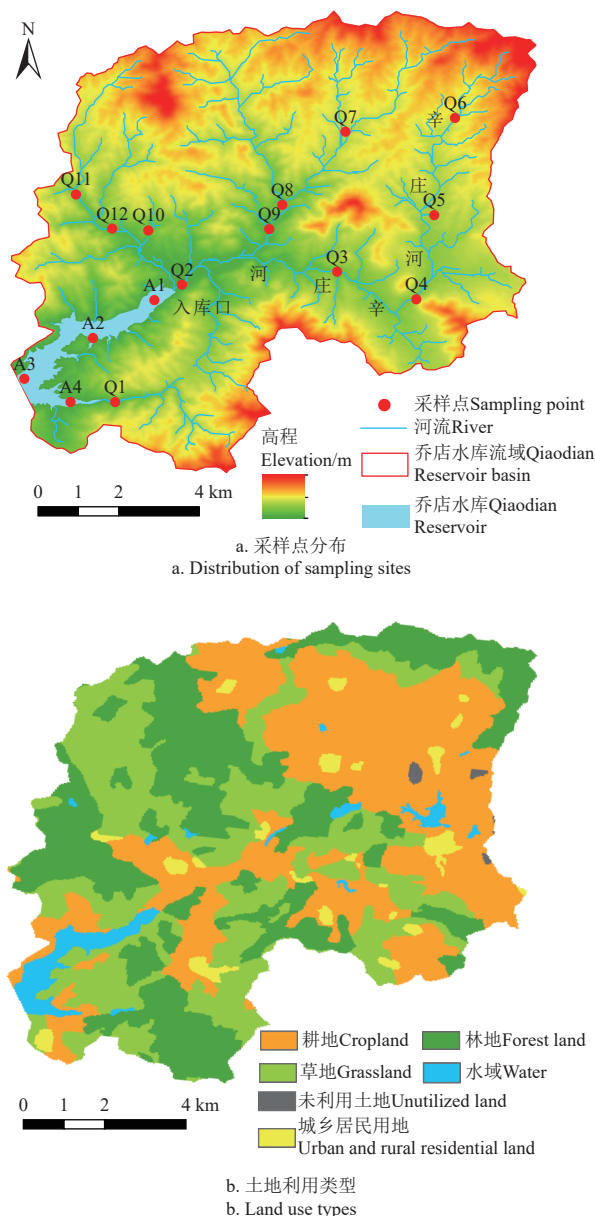 N
Q6
辛
Q7
庄
Q11
Q8
Q5
Q12
Q10
Q9
河
Q3
河
Q2
庄
Q4
A1
入库口
辛
A2
A3
A4
Q1
采样点Sampling point
高程
Elevation/m
河流River
乔店水库流域Qiaodian
Reservoir basin
0 1 2 4 km
乔店水库Qiaodian
Reservoir
a. 采样点分布
a. Distribution of sampling sites
耕地Cropland
林地Forest land
草地Grassland
水域Water
未利用土地Unutilized land
城乡居民用地
Urban and rural residential land
0 1 2 4 km
b. 土地利用类型
b. Land use types